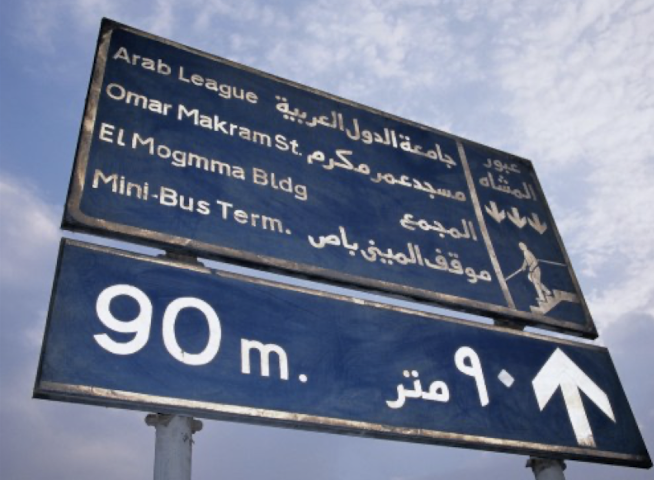 Arab League جامعة الدول العربية
Omar Makram St. مسجد عمر مكرم
El Mogmma Bldg المجمع
Mini-Bus Term. موقف المينى باص
عبور
المشاه
90 m. ٩٠ متر